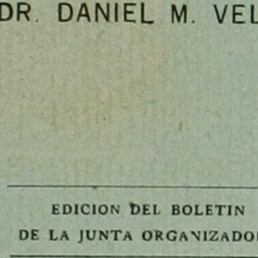 DR. DANIEL M. VEL
EDICION DEL BOLETIN
DE LA JUNTA ORGANIZADO